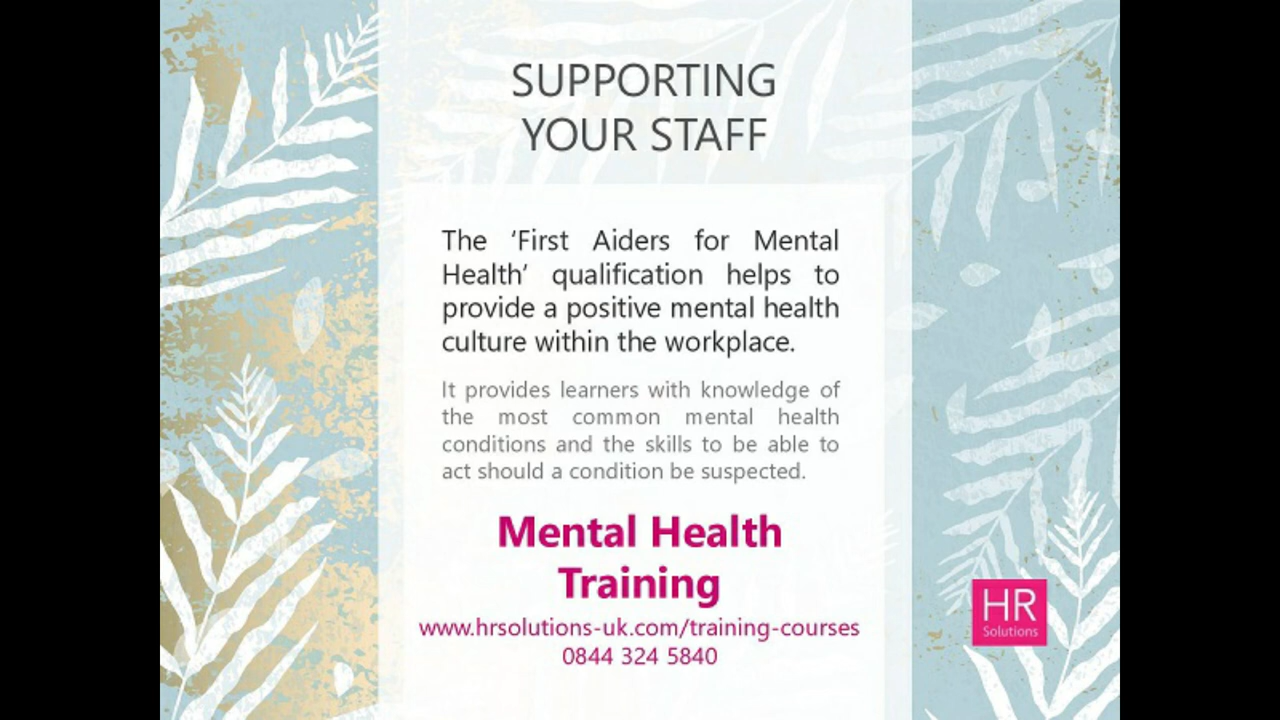 SUPPORTING
YOUR STAFF
The ‘First Aiders for Mental
Health’ qualification helps to
provide a positive mental health
culture within the workplace.
It provides learners with knowledge of
the most common mental health
conditions and the skills to be able to
act should a condition be suspected.
Mental Health
Training
www.hrsolutions-uk.com/training-courses
0844 324 5840
HR
Solutions